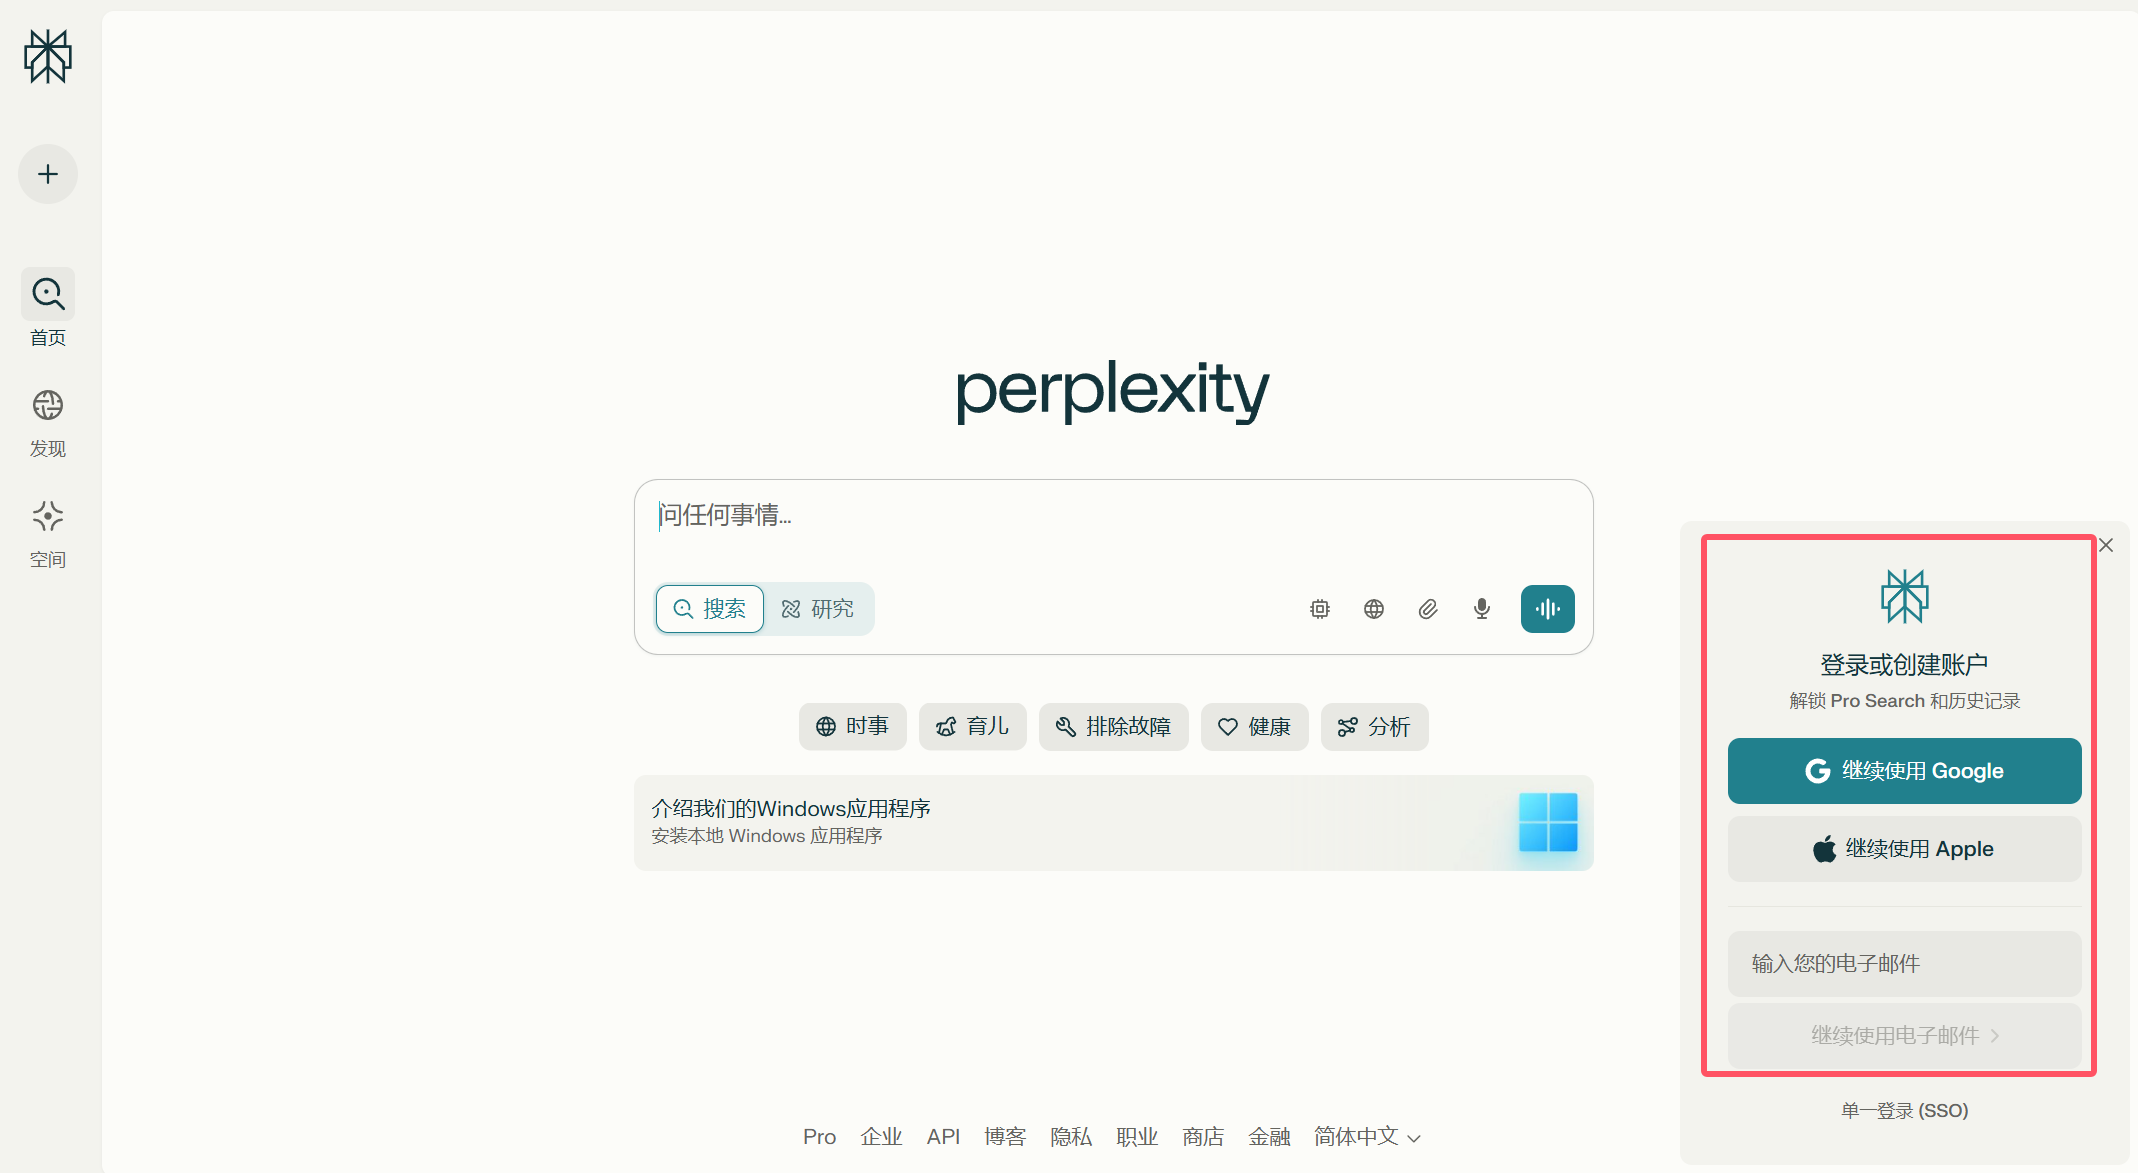 首页
发现
空间
perplexity
问任何事情...
搜索 研究
时事 育儿 排除故障 健康 分析
介绍我们的Windows应用程序
安装本地 Windows 应用程序
Pro 企业 API 博客 隐私 职业 商店 金融 简体中文
登录或创建账户
解锁 Pro Search 和历史记录
继续使用 Google
继续使用 Apple
输入您的电子邮件
继续使用电子邮件
单一登录 (SSO)